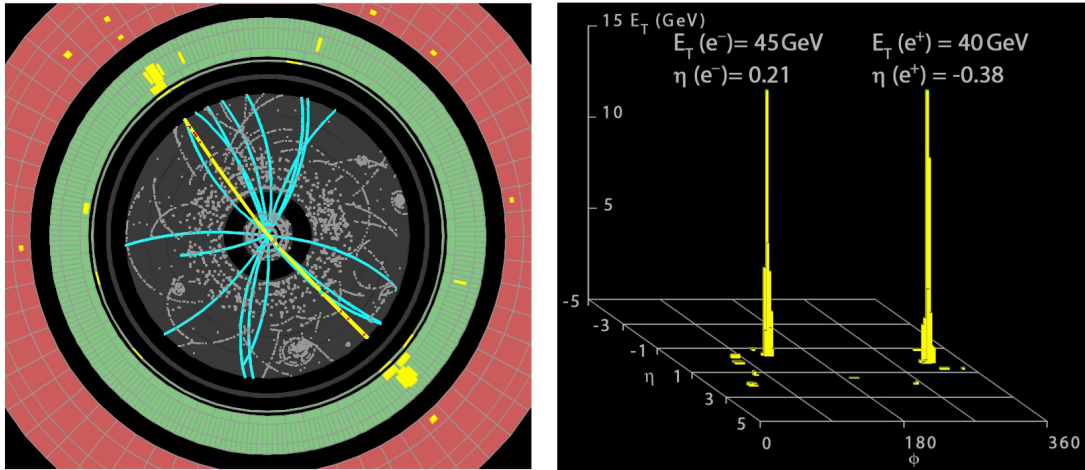 15 E_T (GeV)
E_T (e⁻)= 45 GeV
η (e⁻)= 0.21
E_T (e⁺)= 40 GeV
η (e⁺) = -0.38
10
5
-5
-3
-1
η
1
3
5
0
180
360
ϕ